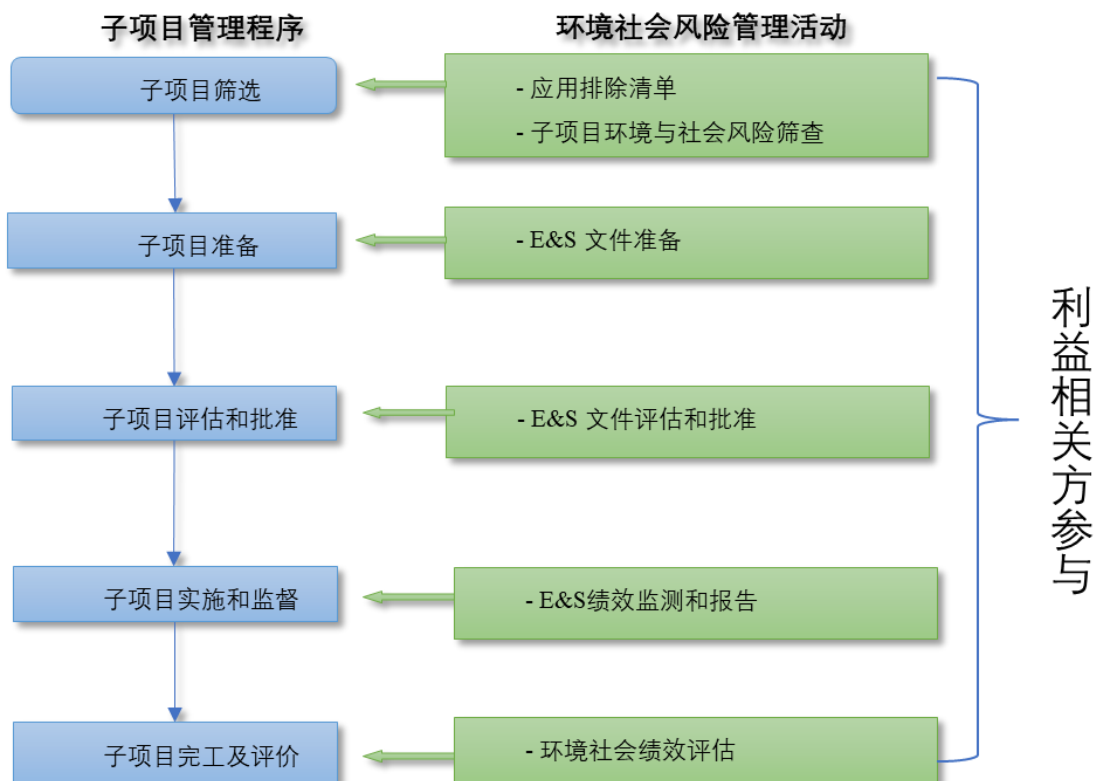 子项目管理程序
环境社会风险管理活动
子项目筛选
- 应用排除清单
- 子项目环境与社会风险筛查
子项目准备
- E&S 文件准备
子项目评估和批准
- E&S 文件评估和批准
子项目实施和监督
- E&S绩效监测和报告
子项目完工及评价
- 环境社会绩效评估
利益相关方参与